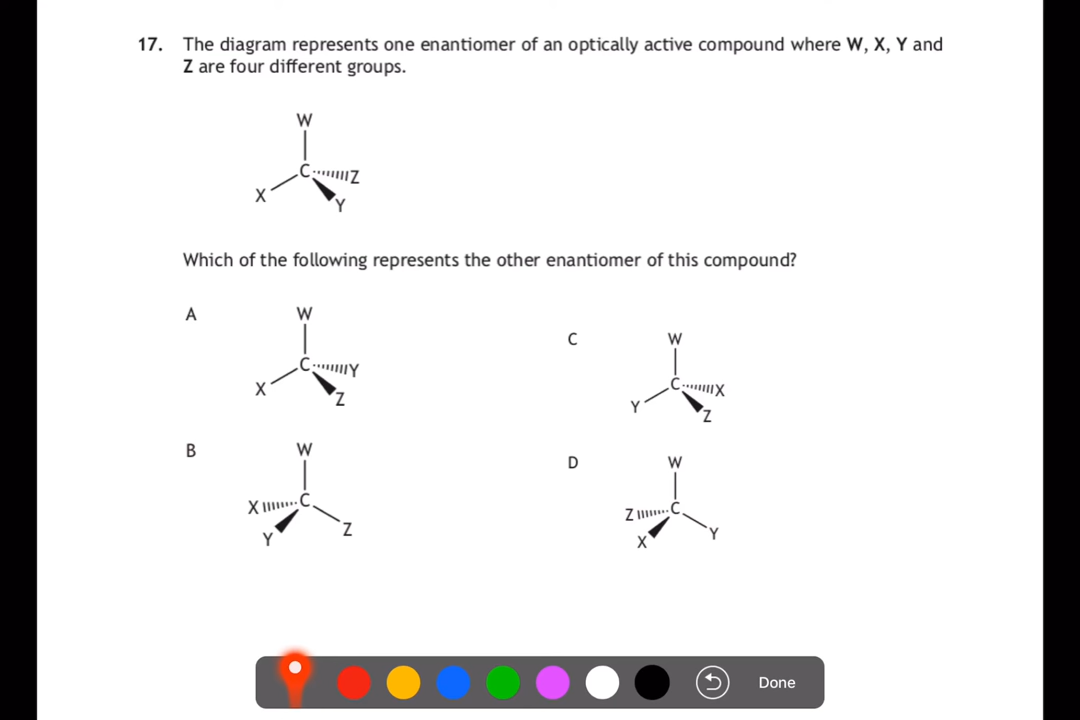 17. The diagram represents one enantiomer of an optically active compound where W, X, Y and
Z are four different groups.
W
C
Z
X
Y
Which of the following represents the other enantiomer of this compound?
A
W
C
Y
X
Z
B
W
X
C
Y
Z
C
W
C
X
Y
Z
D
W
Z
C
X
Y
Done